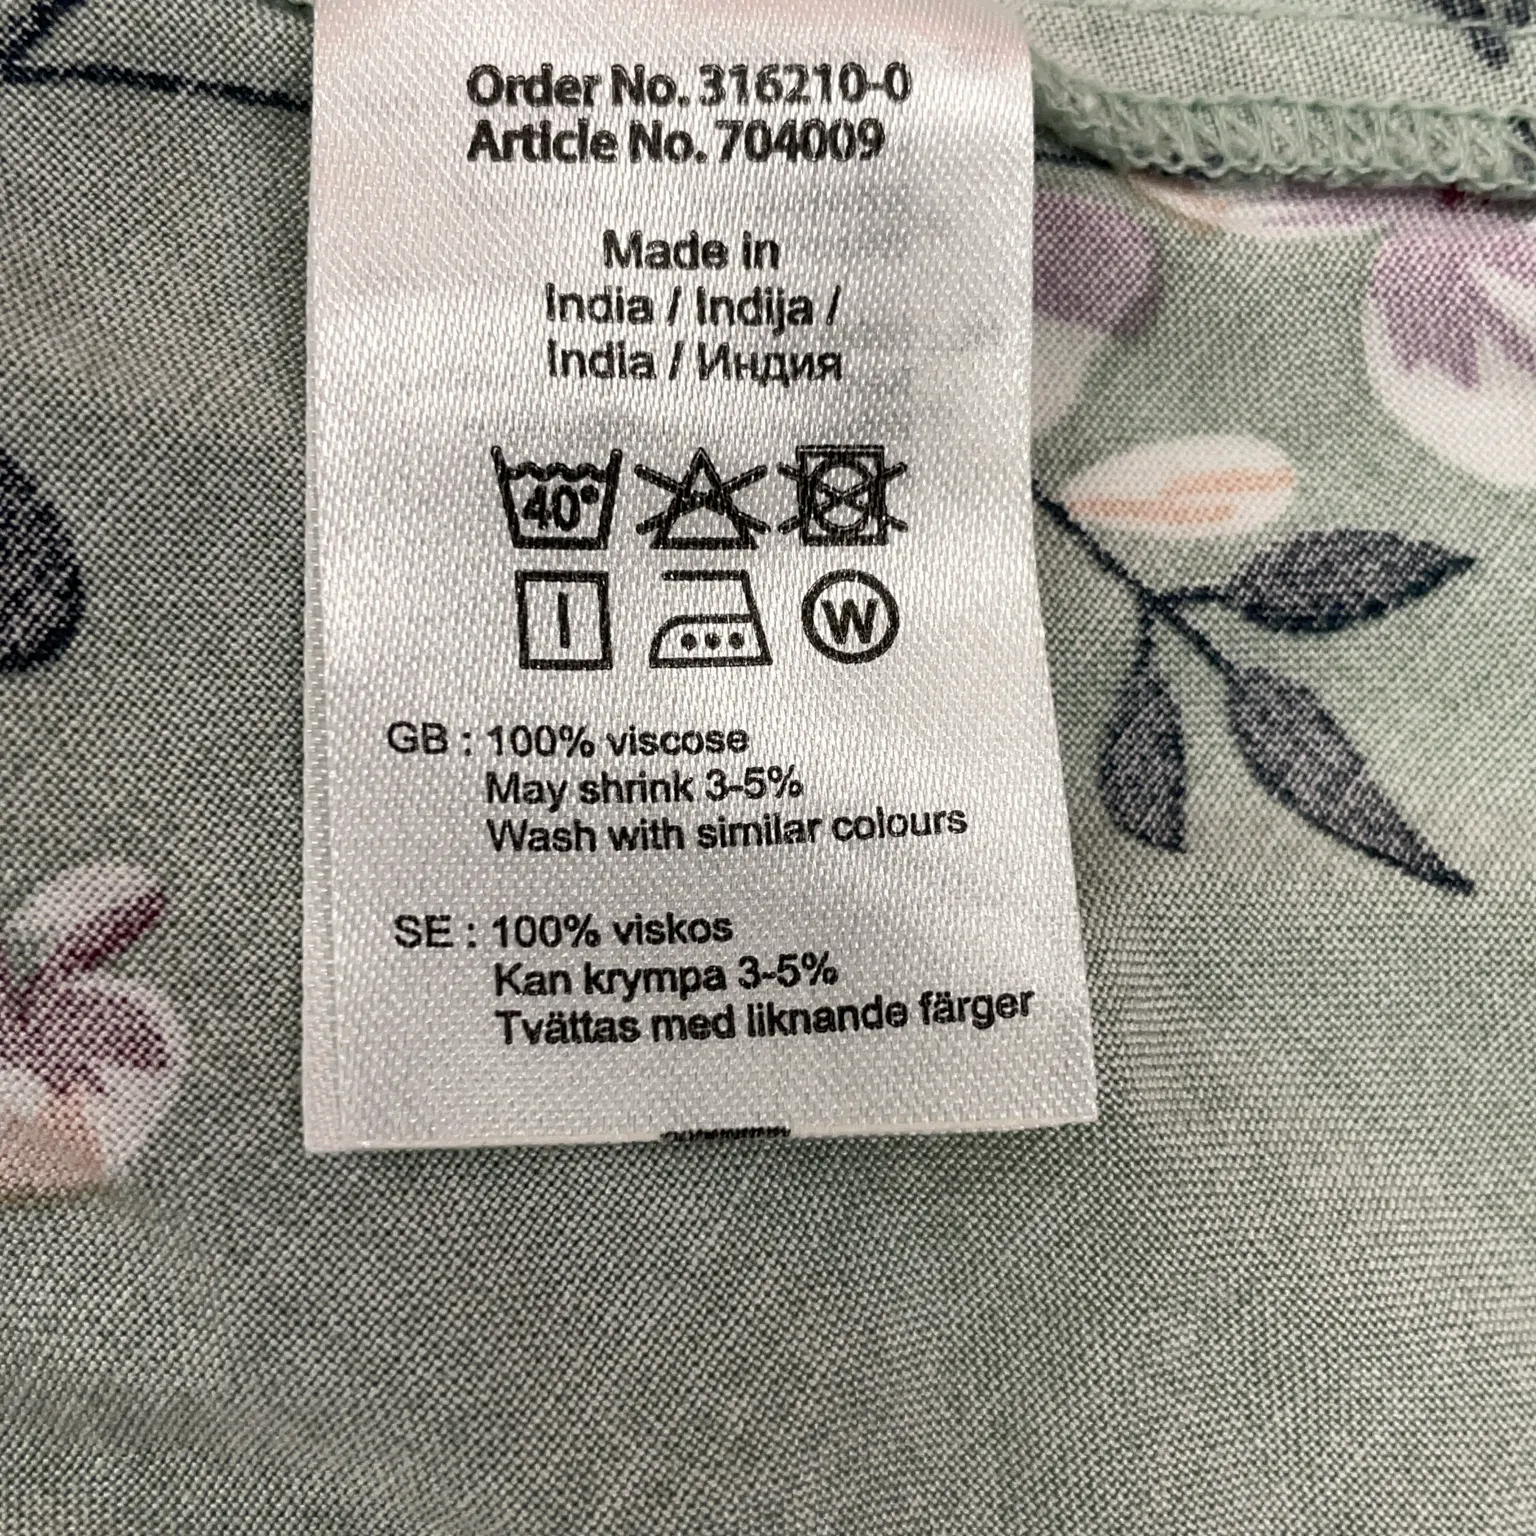 Order No. 316210-0
Article No. 704009
Made in
India / Indija /
India / Индия
40°
W
GB : 100% viscose
May shrink 3-5%
Wash with similar colours
SE : 100% viskos
Kan krympa 3-5%
Tvättas med liknande färger